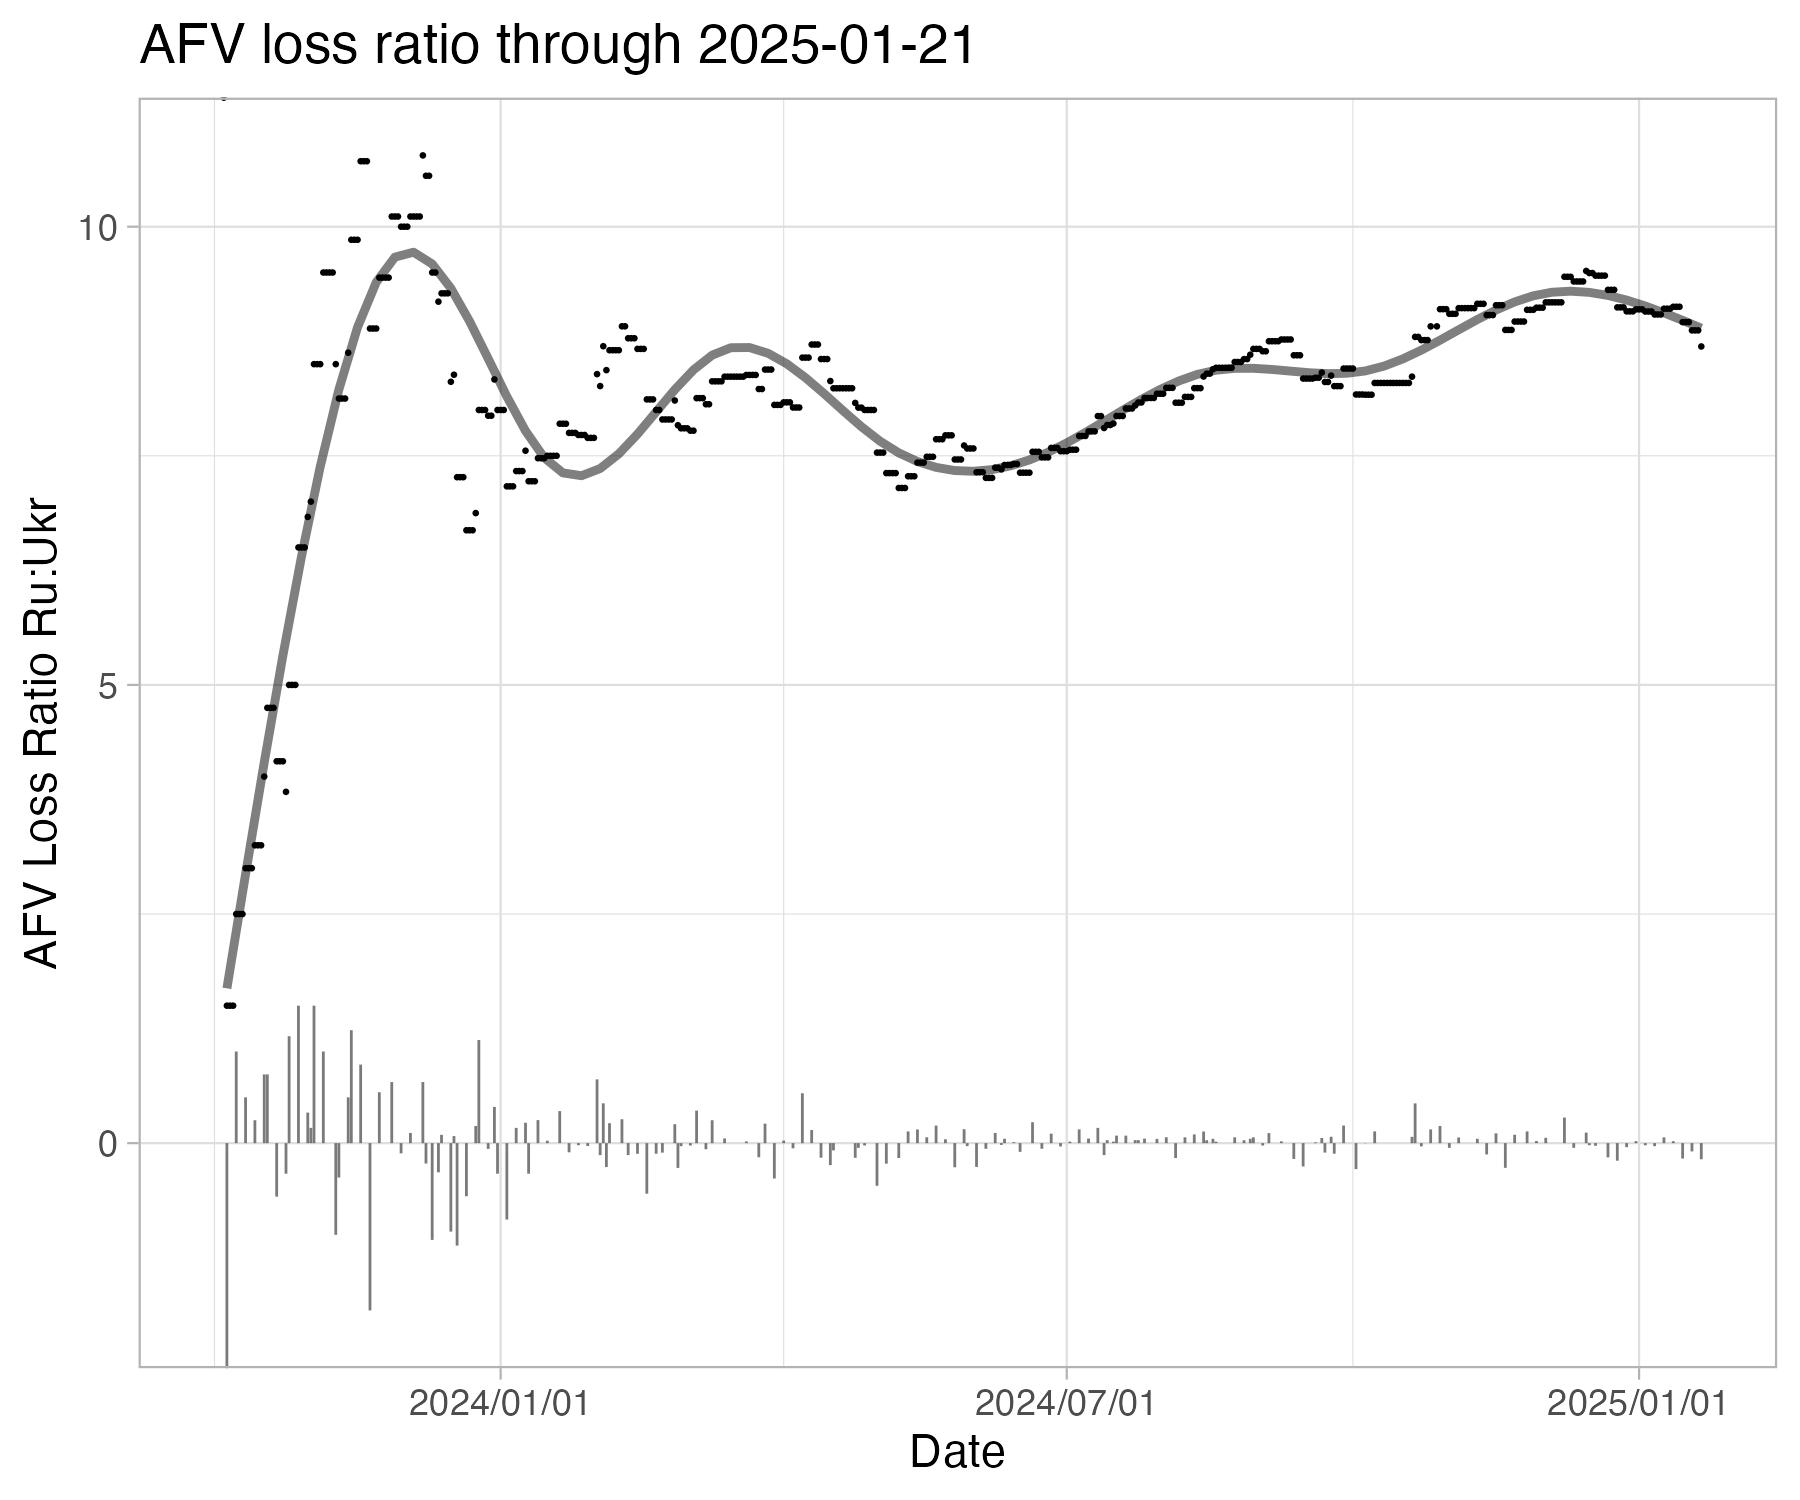 AFV loss ratio through 2025-01-21
AFV Loss Ratio Ru:Ukr
10
5
0
2024/01/01
2024/07/01
2025/01/01
Date